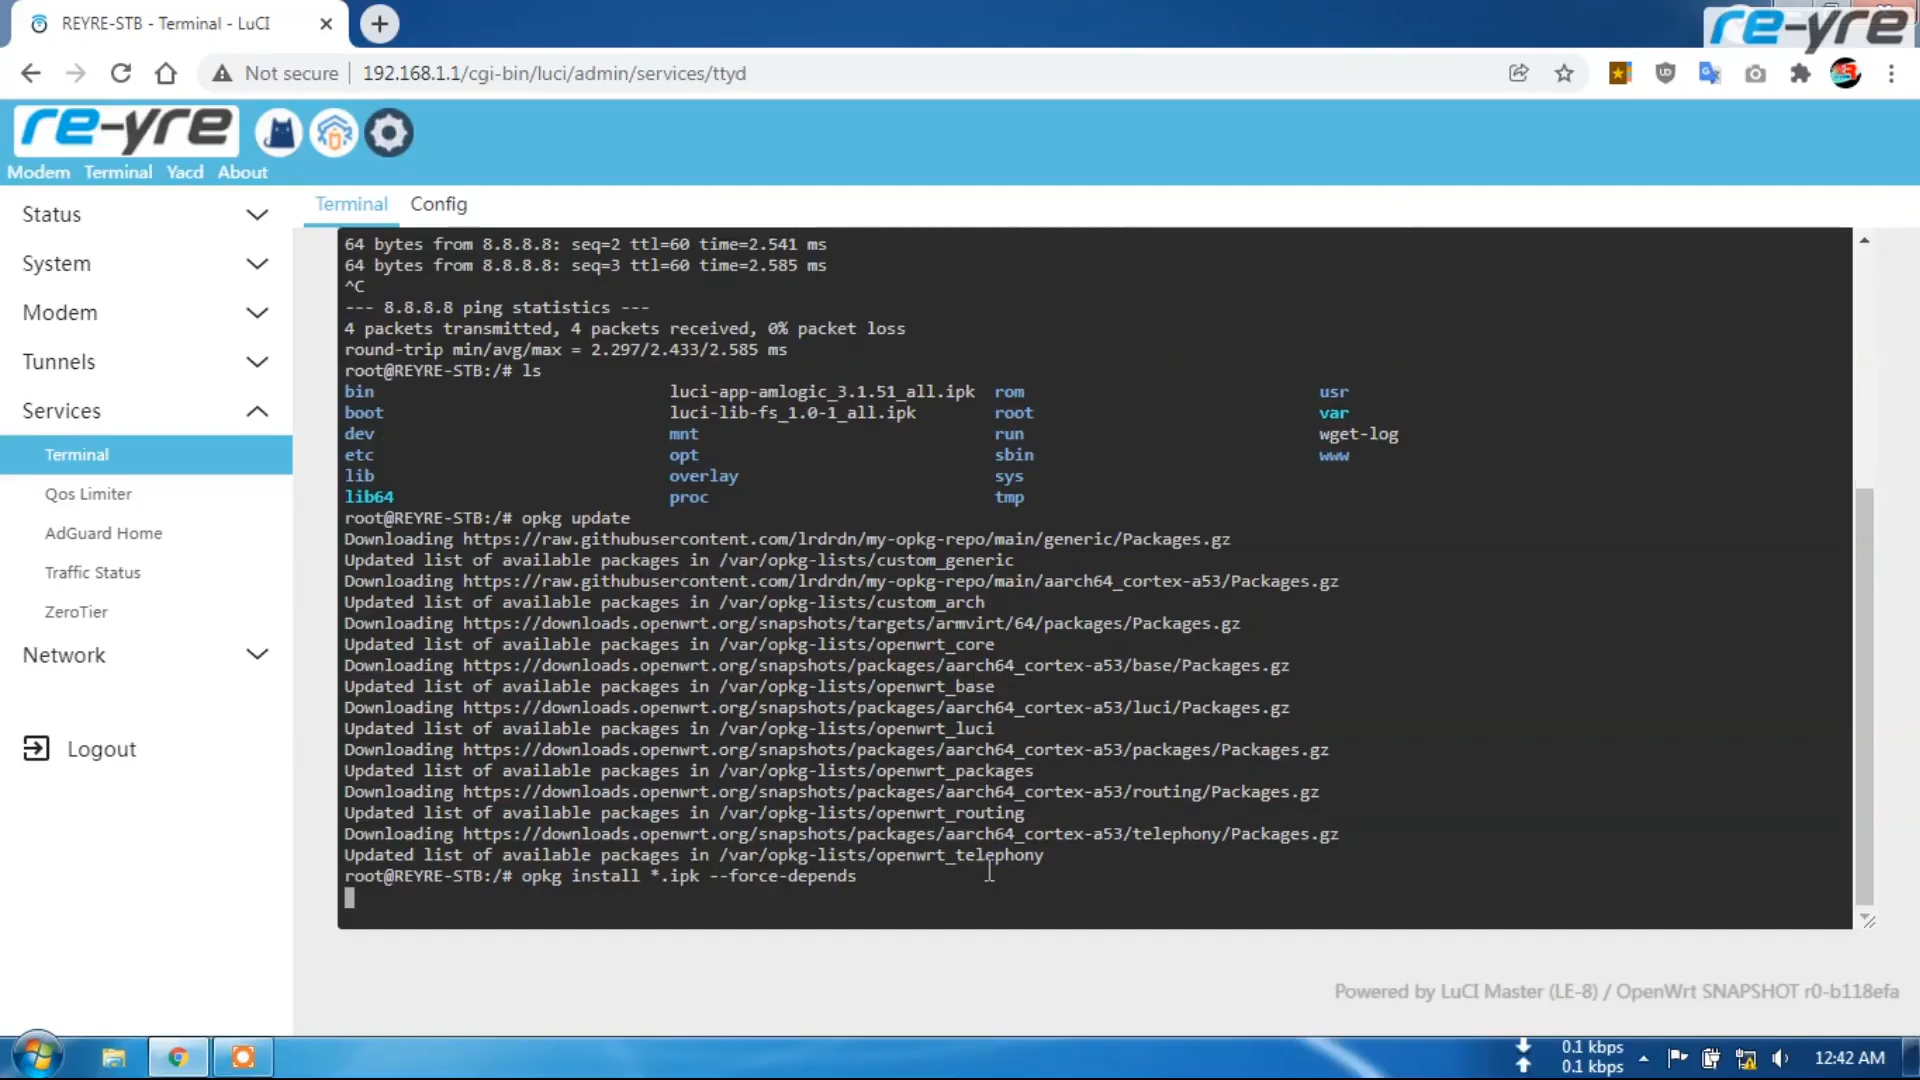 REYRE-STB - Terminal - LuCI
re-yre
Not secure
192.168.1.1/cgi-bin/luci/admin/services/ttyd
re-yre
Modem Terminal Yacd About
Status
System
Modem
Tunnels
Services
Terminal
Qos Limiter
AdGuard Home
Traffic Status
ZeroTier
Network
Logout
Terminal Config
64 bytes from 8.8.8.8: seq=2 ttl=60 time=2.541 ms
64 bytes from 8.8.8.8: seq=3 ttl=60 time=2.585 ms
^C
--- 8.8.8.8 ping statistics ---
4 packets transmitted, 4 packets received, 0% packet loss
round-trip min/avg/max = 2.297/2.433/2.585 ms
root@REYRE-STB:/# ls
bin luci-app-amlogic_3.1.51_all.ipk rom usr
boot luci-lib-fs_1.0-1_all.ipk root var
dev mnt run wget-log
etc opt sbin www
lib overlay sys
lib64 proc tmp
root@REYRE-STB:/# opkg update
Downloading https://raw.githubusercontent.com/lrdrdn/my-opkg-repo/main/generic/Packages.gz
Updated list of available packages in /var/opkg-lists/custom_generic
Downloading https://raw.githubusercontent.com/lrdrdn/my-opkg-repo/main/aarch64_cortex-a53/Packages.gz
Updated list of available packages in /var/opkg-lists/custom_arch
Downloading https://downloads.openwrt.org/snapshots/targets/armvirt/64/packages/Packages.gz
Updated list of available packages in /var/opkg-lists/openwrt_core
Downloading https://downloads.openwrt.org/snapshots/packages/aarch64_cortex-a53/base/Packages.gz
Updated list of available packages in /var/opkg-lists/openwrt_base
Downloading https://downloads.openwrt.org/snapshots/packages/aarch64_cortex-a53/luci/Packages.gz
Updated list of available packages in /var/opkg-lists/openwrt_luci
Downloading https://downloads.openwrt.org/snapshots/packages/aarch64_cortex-a53/packages/Packages.gz
Updated list of available packages in /var/opkg-lists/openwrt_packages
Downloading https://downloads.openwrt.org/snapshots/packages/aarch64_cortex-a53/routing/Packages.gz
Updated list of available packages in /var/opkg-lists/openwrt_routing
Downloading https://downloads.openwrt.org/snapshots/packages/aarch64_cortex-a53/telephony/Packages.gz
Updated list of available packages in /var/opkg-lists/openwrt_telephony
root@REYRE-STB:/# opkg install *.ipk --force-depends
Powered by LuCI Master (LE-8) / OpenWrt SNAPSHOT r0-b118efa
0.1 kbps
0.1 kbps
12:42 AM